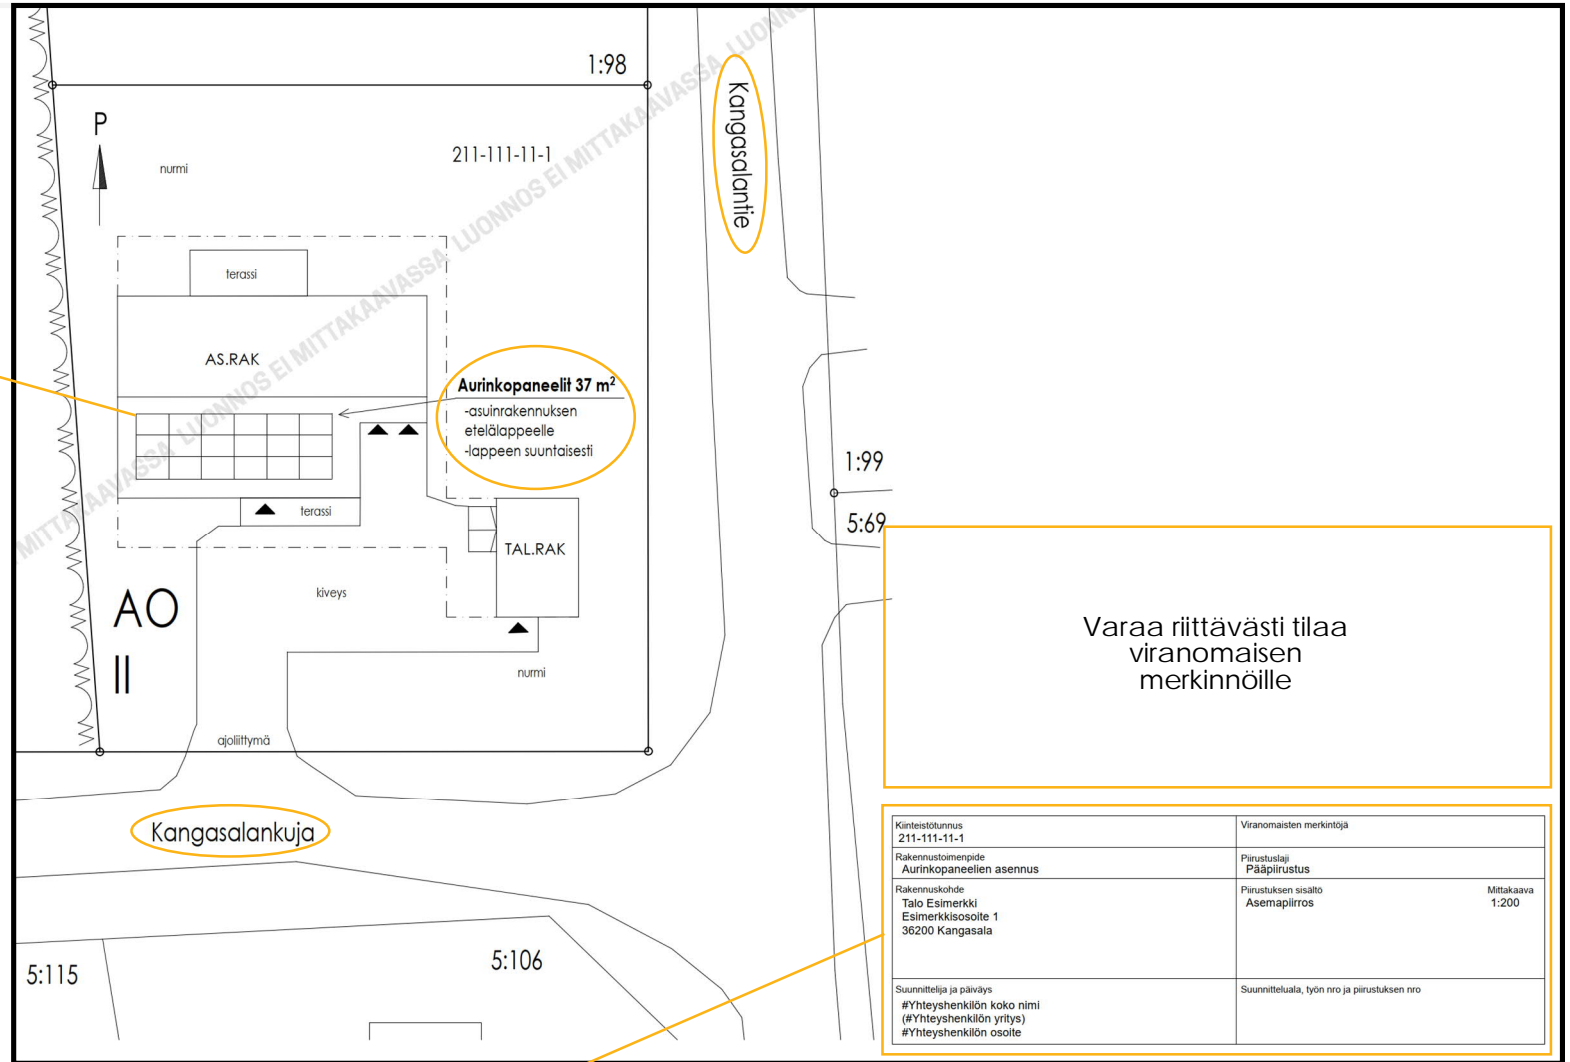 1:98
Kangasalantie
P
211-111-11-1
nurmi
LUONNOS EI MITTAKAAVASSA LUONNOS EI MITTAKAAVASSA LUONNOS EI MITTAKAAVASSA LUONNO
terassi
AS.RAK
Aurinkopaneelit 37 m²
-asuinrakennuksen
etelälappeelle
-lappeen suuntaisesti
1:99
5:69
terassi
TAL.RAK
kiveys
AO
II
nurmi
ajoliittymä
Kangasalankuja
5:115
5:106
Varaa riittävästi tilaa
viranomaisen
merkinnöille
Kiinteistötunnus
211-111-11-1
Viranomaisten merkintöjä
Rakennustoimenpide
Aurinkopaneelien asennus
Piirustuslaji
Pääpiirustus
Rakennuskohde
Talo Esimerkki
Esimerkkisosoite 1
36200 Kangasala
Piirustuksen sisältö
Asemapiirros
Mittakaava
1:200
Suunnittelija ja päiväys
#Yhteyshenkilön koko nimi
(#Yhteyshenkilön yritys)
#Yhteyshenkilön osoite
Suunnitteluala, työn nro ja piirustuksen nro